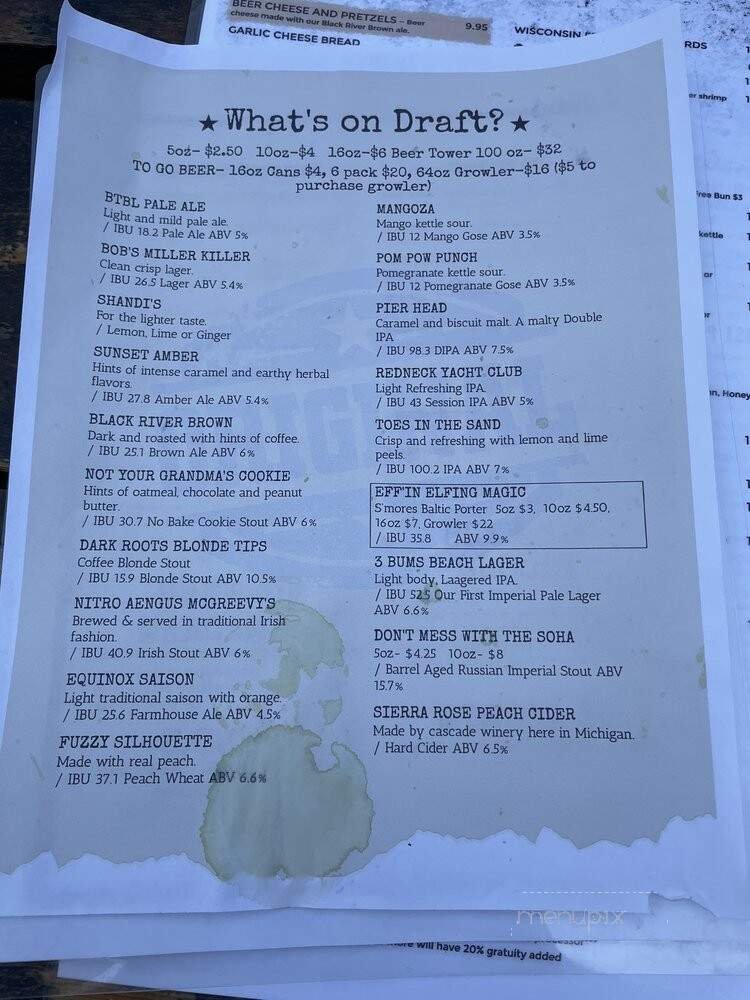 BEER CHEESE AND PRETZELS – Beer
cheese made with our Black River Brown ale.
9.95
GARLIC CHEESE BREAD
WISCONSIN
RDS
er shrimp
Free Bun $3
kettle
or
Honey
★ What's on Draft? ★
5oz- $2.50 10oz-$4 16oz-$6 Beer Tower 100 oz- $32
TO GO BEER- 16oz Cans $4, 6 pack $20, 64oz Growler-$16 ($5 to
purchase growler)
BTBL PALE ALE
Light and mild pale ale.
/ IBU 18.2 Pale Ale ABV 5%
BOB'S MILLER KILLER
Clean crisp lager.
/ IBU 26.5 Lager ABV 5.4%
SHANDI'S
For the lighter taste.
/ Lemon, Lime or Ginger
SUNSET AMBER
Hints of intense caramel and earthy herbal
flavors.
/ IBU 27.8 Amber Ale ABV 5.4%
BLACK RIVER BROWN
Dark and roasted with hints of coffee.
/ IBU 25.1 Brown Ale ABV 6%
NOT YOUR GRANDMA'S COOKIE
Hints of oatmeal, chocolate and peanut
butter.
/ IBU 30.7 No Bake Cookie Stout ABV 6%
DARK ROOTS BLONDE TIPS
Coffee Blonde Stout
/ IBU 15.9 Blonde Stout ABV 10.5%
NITRO AENGUS MCGREEVY'S
Brewed & served in traditional Irish
fashion.
/ IBU 40.9 Irish Stout ABV 6%
EQUINOX SAISON
Light traditional saison with orange.
/ IBU 25.6 Farmhouse Ale ABV 4.5%
FUZZY SILHOUETTE
Made with real peach.
/ IBU 37.1 Peach Wheat ABV 6.6%
MANGOZA
Mango kettle sour.
/ IBU 12 Mango Gose ABV 3.5%
POM POW PUNCH
Pomegranate kettle sour.
/ IBU 12 Pomegranate Gose ABV 3.5%
PIER HEAD
Caramel and biscuit malt. A malty Double
IPA
/ IBU 98.3 DIPA ABV 7.5%
REDNECK YACHT CLUB
Light Refreshing IPA.
/ IBU 43 Session IPA ABV 5%
TOES IN THE SAND
Crisp and refreshing with lemon and lime
peels.
/ IBU 100.2 IPA ABV 7%
EFF'IN ELFING MAGIC
S'mores Baltic Porter 5oz $3, 10oz $4.50,
16oz $7, Growler $22
/ IBU 35.8 ABV 9.9%
3 BUMS BEACH LAGER
Light body, Laagered IPA.
/ IBU 52.5 Our First Imperial Pale Lager
ABV 6.6%
DON'T MESS WITH THE SOHA
5oz- $4.25 10oz- $8
/ Barrel Aged Russian Imperial Stout ABV
15.7%
SIERRA ROSE PEACH CIDER
Made by cascade winery here in Michigan.
/ Hard Cider ABV 6.5%
menupix
processor
will have 20% gratuity added